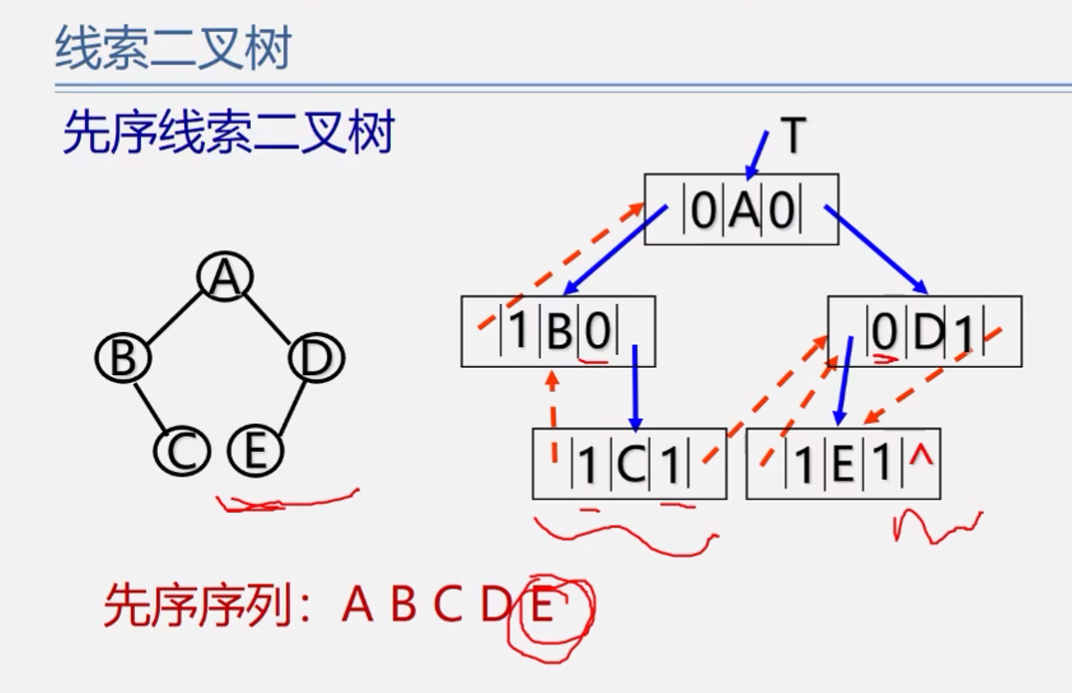 线索二叉树
先序线索二叉树
T
0 A 0
A
1 B 0
0 D 1
B
D
C
E
1 C 1
1 E 1 ^
先序序列：A B C D E